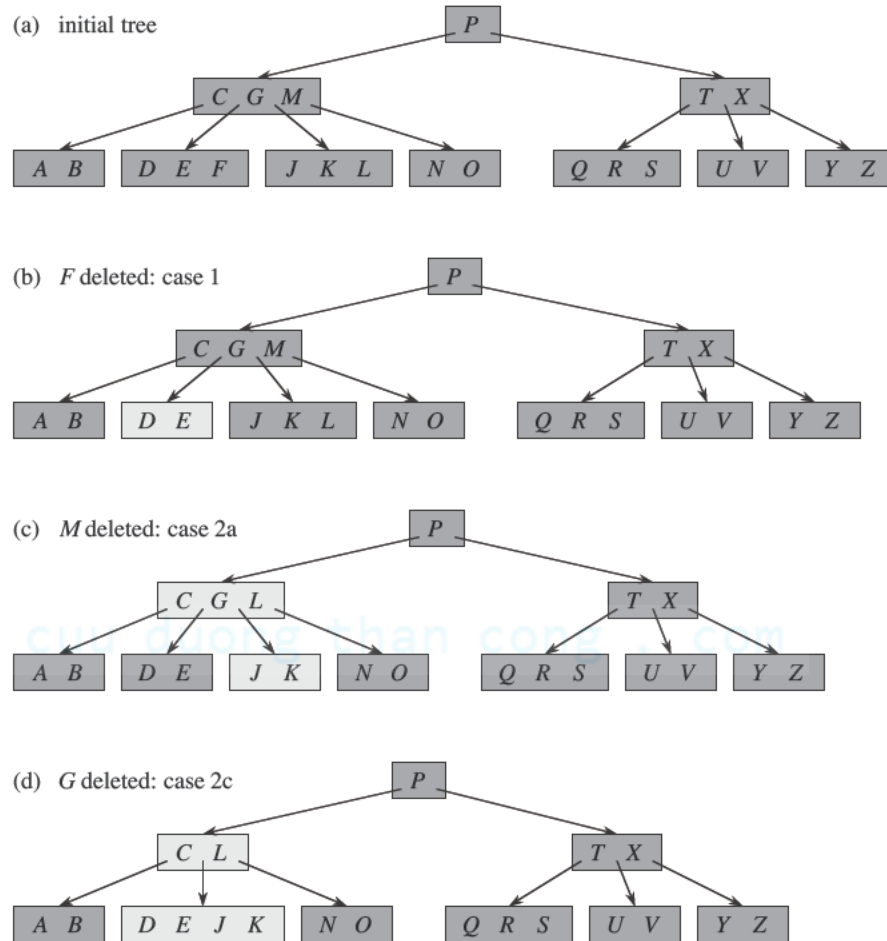 (a) initial tree
P
C G M
T X
A B
D E F
J K L
N O
Q R S
U V
Y Z
(b) F deleted: case 1
P
C G M
T X
A B
D E
J K L
N O
Q R S
U V
Y Z
(c) M deleted: case 2a
P
C G L
T X
cuu duong than cong . com
A B
D E
J K
N O
Q R S
U V
Y Z
(d) G deleted: case 2c
P
C L
T X
A B
D E J K
N O
Q R S
U V
Y Z